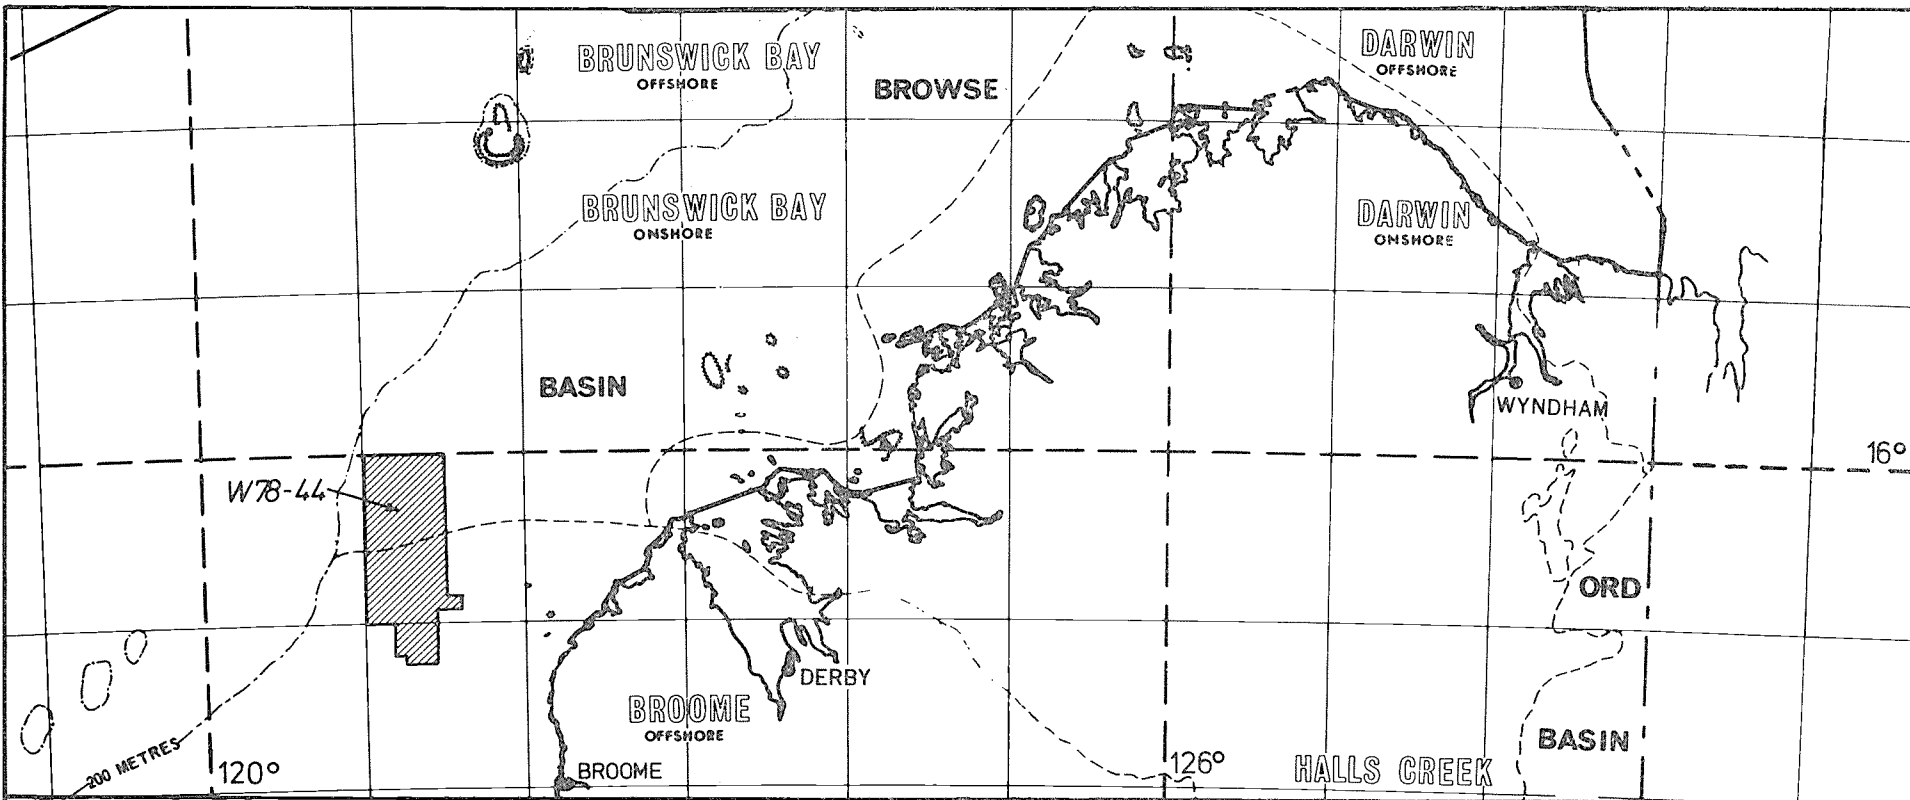 BRUNSWICK BAY
OFFSHORE
BROWSE
DARWIN
OFFSHORE
BRUNSWICK BAY
ONSHORE
DARWIN
ONSHORE
BASIN
WYNDHAM
16°
W78-44
ORD
DERBY
BROOME
OFFSHORE
BASIN
200 METRES
120°
BROOME
126°
HALLS CREEK